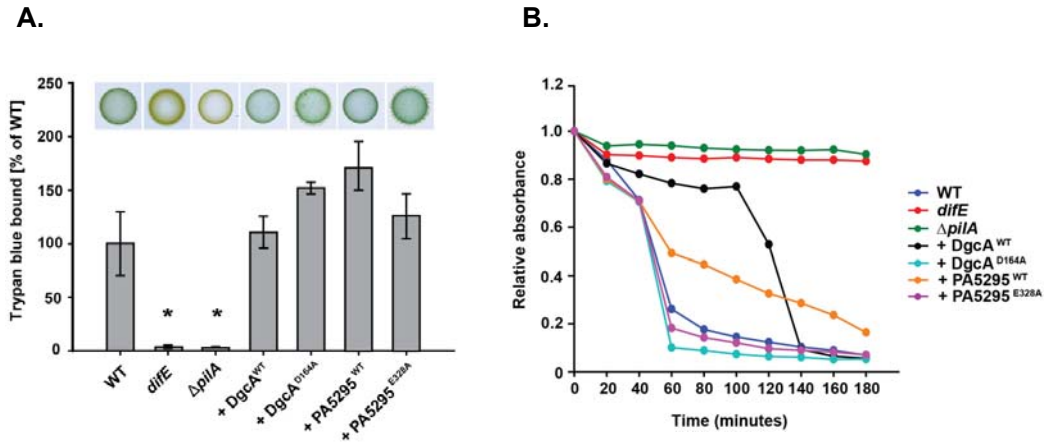 A.
B.
Trypan blue bound [% of WT]
250
200
150
100
50
0
WT
difE
ΔpilA
+ DgcA WT
+ DgcA D164A
+ PA5295 WT
+ PA5295 E328A
*
*
Relative absorbance
1.2
1.0
0.8
0.6
0.4
0.2
0
0 20 40 60 80 100 120 140 160 180
Time (minutes)
WT
difE
ΔpilA
+ DgcA WT
+ DgcA D164A
+ PA5295 WT
+ PA5295 E328A